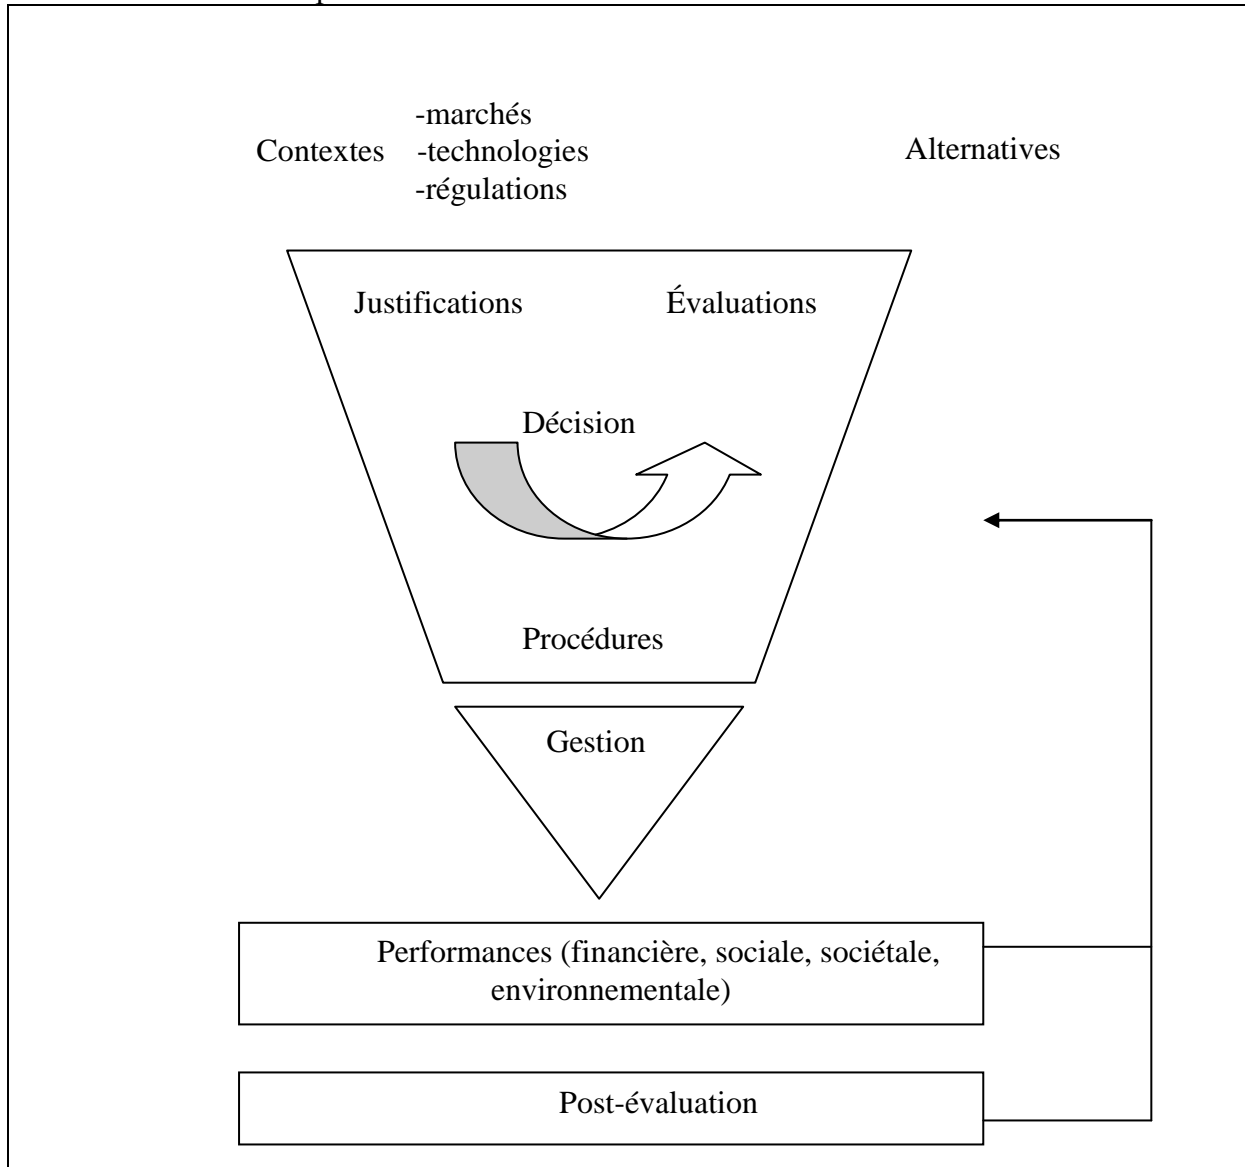 -marchés
Contextes -technologies Alternatives
-régulations
Justifications Évaluations
Décision
Procédures
Gestion
Performances (financière, sociale, sociétale,
environnementale)
Post-évaluation